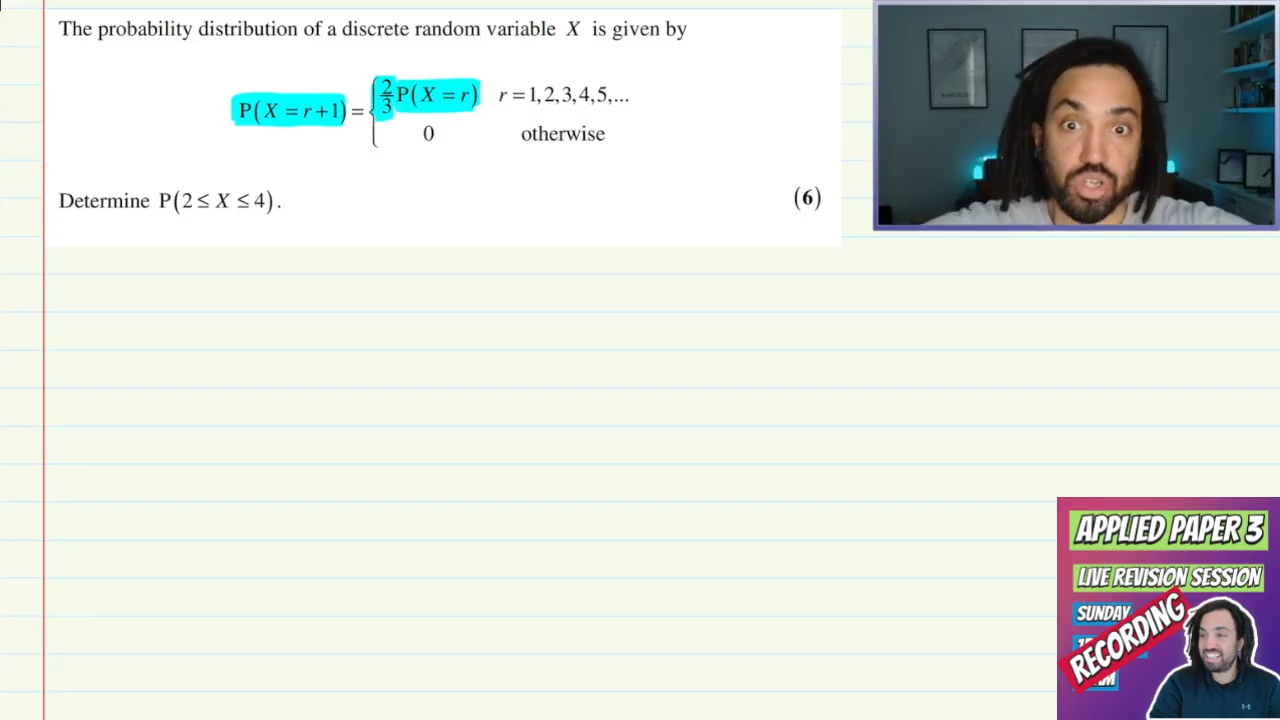 The probability distribution of a discrete random variable X is given by
P(X = r+1) = { 2/3 P(X = r)   r = 1, 2, 3, 4, 5, ...
0   otherwise
Determine P(2 ≤ X ≤ 4).   (6)
APPLIED PAPER 3
LIVE REVISION SESSION
SUNDAY
RECORDING